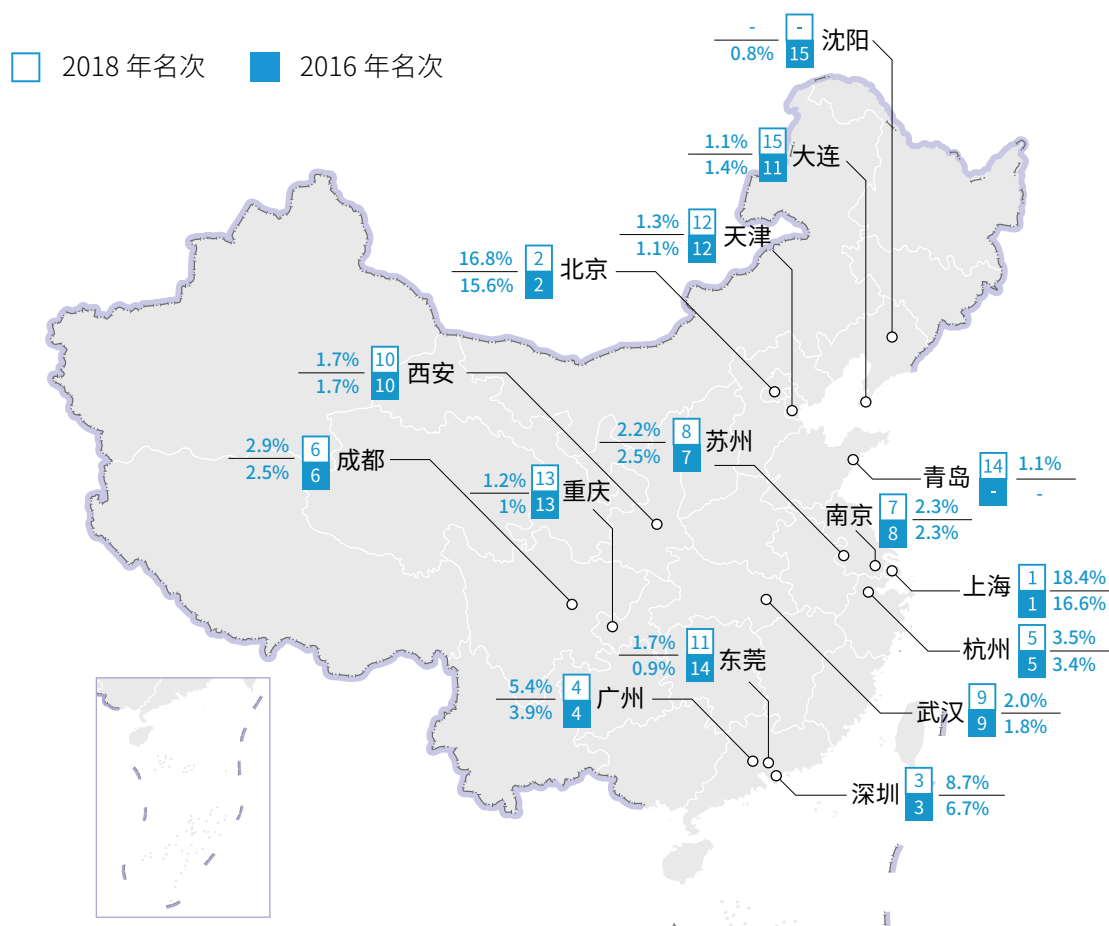 2018 年名次
2016 年名次
- - 沈阳
0.8% 15
1.1% 15 大连
1.4% 11
1.3% 12 天津
1.1% 12
16.8% 2 北京
15.6% 2
1.7% 10 西安
1.7% 10
2.2% 8 苏州
2.5% 7
2.9% 6 成都
2.5% 6
1.2% 13 重庆
1% 13
青岛 14 1.1%
- -
南京 7 2.3%
8 2.3%
上海 1 18.4%
1 16.6%
杭州 5 3.5%
5 3.4%
1.7% 11 东莞
0.9% 14
5.4% 4 广州
3.9% 4
武汉 9 2.0%
9 1.8%
深圳 3 8.7%
3 6.7%